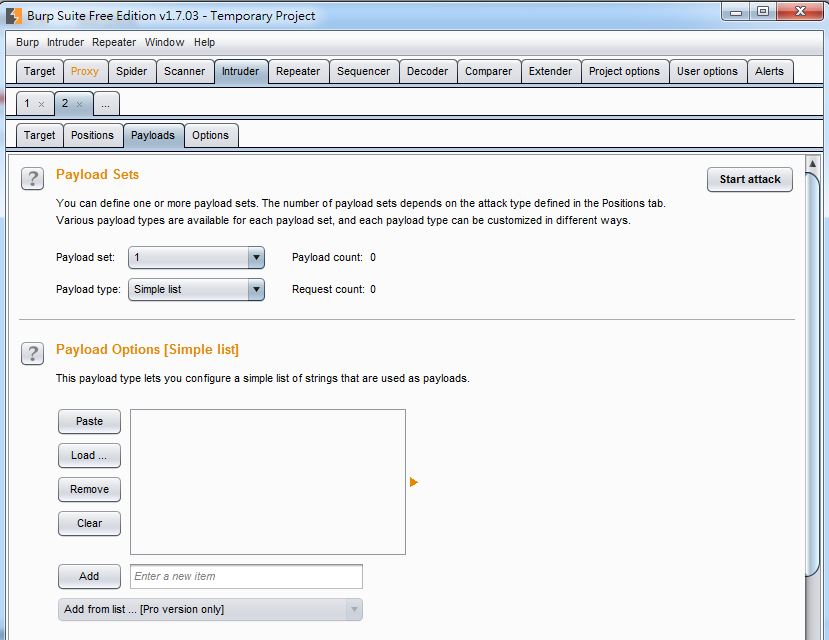 Burp Suite Free Edition v1.7.03 - Temporary Project
Burp Intruder Repeater Window Help
Target Proxy Spider Scanner Intruder Repeater Sequencer Decoder Comparer Extender Project options User options Alerts
1 × 2 × ...
Target Positions Payloads Options
? Payload Sets Start attack
You can define one or more payload sets. The number of payload sets depends on the attack type defined in the Positions tab.
Various payload types are available for each payload set, and each payload type can be customized in different ways.
Payload set: 1 Payload count: 0
Payload type: Simple list Request count: 0
? Payload Options [Simple list]
This payload type lets you configure a simple list of strings that are used as payloads.
Paste
Load ...
Remove
Clear
Add Enter a new item
Add from list ... [Pro version only]